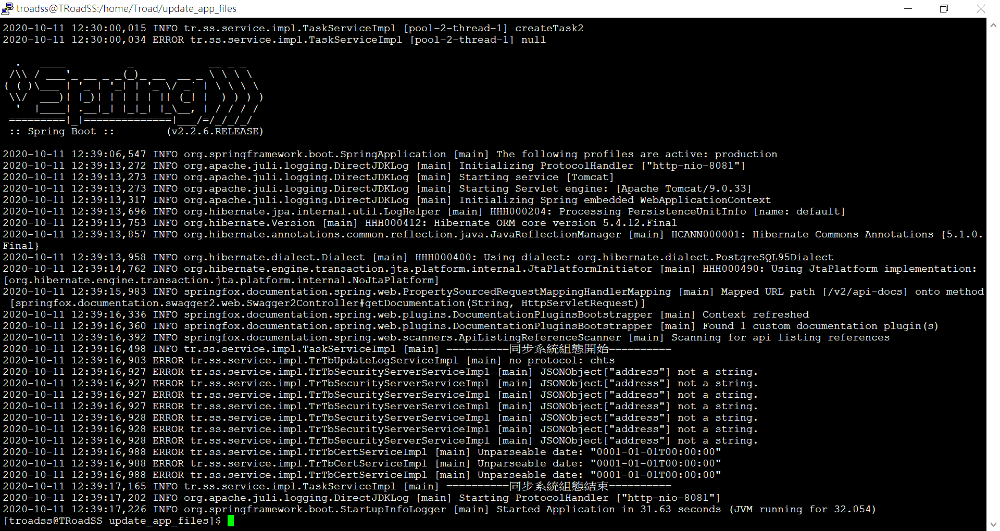 troadss@TRoadSS:/home/Troad/update_app_files
2020-10-11 12:30:00,015 INFO tr.ss.service.impl.TaskServiceImpl [pool-2-thread-1] createTask2
2020-10-11 12:30:00,034 ERROR tr.ss.service.impl.TaskServiceImpl [pool-2-thread-1] null
  .   ____          _            __ _ _
 /\\ / ___'_ __ _ _(_)_ __  __ _ \ \ \ \
( ( )\___ | '_ | '_| | '_ \/ _` | \ \ \ \
 \\/  ___)| |_)| | | | | || (_| |  ) ) ) )
  '  |____| .__|_| |_|_| |_\__, | / / / /
 =========|_|==============|___/=/_/_/_/
 :: Spring Boot ::        (v2.2.6.RELEASE)
2020-10-11 12:39:06,547 INFO org.springframework.boot.SpringApplication [main] The following profiles are active: production
2020-10-11 12:39:13,272 INFO org.apache.juli.logging.DirectJDKLog [main] Initializing ProtocolHandler ["http-nio-8081"]
2020-10-11 12:39:13,273 INFO org.apache.juli.logging.DirectJDKLog [main] Starting service [Tomcat]
2020-10-11 12:39:13,273 INFO org.apache.juli.logging.DirectJDKLog [main] Starting Servlet engine: [Apache Tomcat/9.0.33]
2020-10-11 12:39:13,317 INFO org.apache.juli.logging.DirectJDKLog [main] Initializing Spring embedded WebApplicationContext
2020-10-11 12:39:13,696 INFO org.hibernate.jpa.internal.util.LogHelper [main] HHH000204: Processing PersistenceUnitInfo [name: default]
2020-10-11 12:39:13,753 INFO org.hibernate.Version [main] HHH000412: Hibernate ORM core version 5.4.12.Final
2020-10-11 12:39:13,857 INFO org.hibernate.annotations.common.reflection.java.JavaReflectionManager [main] HCANN000001: Hibernate Commons Annotations {5.1.0.
Final}
2020-10-11 12:39:13,958 INFO org.hibernate.dialect.Dialect [main] HHH000400: Using dialect: org.hibernate.dialect.PostgreSQL95Dialect
2020-10-11 12:39:14,762 INFO org.hibernate.engine.transaction.jta.platform.internal.JtaPlatformInitiator [main] HHH000490: Using JtaPlatform implementation:
[org.hibernate.engine.transaction.jta.platform.internal.NoJtaPlatform]
2020-10-11 12:39:15,983 INFO springfox.documentation.spring.web.PropertySourcedRequestMappingHandlerMapping [main] Mapped URL path [/v2/api-docs] onto method
 [springfox.documentation.swagger2.web.Swagger2Controller#getDocumentation(String, HttpServletRequest)]
2020-10-11 12:39:16,336 INFO springfox.documentation.spring.web.plugins.DocumentationPluginsBootstrapper [main] Context refreshed
2020-10-11 12:39:16,360 INFO springfox.documentation.spring.web.plugins.DocumentationPluginsBootstrapper [main] Found 1 custom documentation plugin(s)
2020-10-11 12:39:16,392 INFO springfox.documentation.spring.web.scanners.ApiListingReferenceScanner [main] Scanning for api listing references
2020-10-11 12:39:16,498 INFO tr.ss.service.impl.TaskServiceImpl [main] ==========同步系統組態開始==========
2020-10-11 12:39:16,903 ERROR tr.ss.service.impl.TrTbUpdateLogServiceImpl [main] no protocol: chts
2020-10-11 12:39:16,927 ERROR tr.ss.service.impl.TrTbSecurityServerServiceImpl [main] JSONObject["address"] not a string.
2020-10-11 12:39:16,927 ERROR tr.ss.service.impl.TrTbSecurityServerServiceImpl [main] JSONObject["address"] not a string.
2020-10-11 12:39:16,927 ERROR tr.ss.service.impl.TrTbSecurityServerServiceImpl [main] JSONObject["address"] not a string.
2020-10-11 12:39:16,927 ERROR tr.ss.service.impl.TrTbSecurityServerServiceImpl [main] JSONObject["address"] not a string.
2020-10-11 12:39:16,928 ERROR tr.ss.service.impl.TrTbSecurityServerServiceImpl [main] JSONObject["address"] not a string.
2020-10-11 12:39:16,928 ERROR tr.ss.service.impl.TrTbSecurityServerServiceImpl [main] JSONObject["address"] not a string.
2020-10-11 12:39:16,928 ERROR tr.ss.service.impl.TrTbSecurityServerServiceImpl [main] JSONObject["address"] not a string.
2020-10-11 12:39:16,988 ERROR tr.ss.service.impl.TrTbCertServiceImpl [main] Unparseable date: "0001-01-01T00:00:00"
2020-10-11 12:39:16,988 ERROR tr.ss.service.impl.TrTbCertServiceImpl [main] Unparseable date: "0001-01-01T00:00:00"
2020-10-11 12:39:16,988 ERROR tr.ss.service.impl.TrTbCertServiceImpl [main] Unparseable date: "0001-01-01T00:00:00"
2020-10-11 12:39:17,165 INFO tr.ss.service.impl.TaskServiceImpl [main] ==========同步系統組態結束==========
2020-10-11 12:39:17,202 INFO org.apache.juli.logging.DirectJDKLog [main] Starting ProtocolHandler ["http-nio-8081"]
2020-10-11 12:39:17,226 INFO org.springframework.boot.StartupInfoLogger [main] Started Application in 31.63 seconds (JVM running for 32.054)
[troadss@TRoadSS update_app_files]$